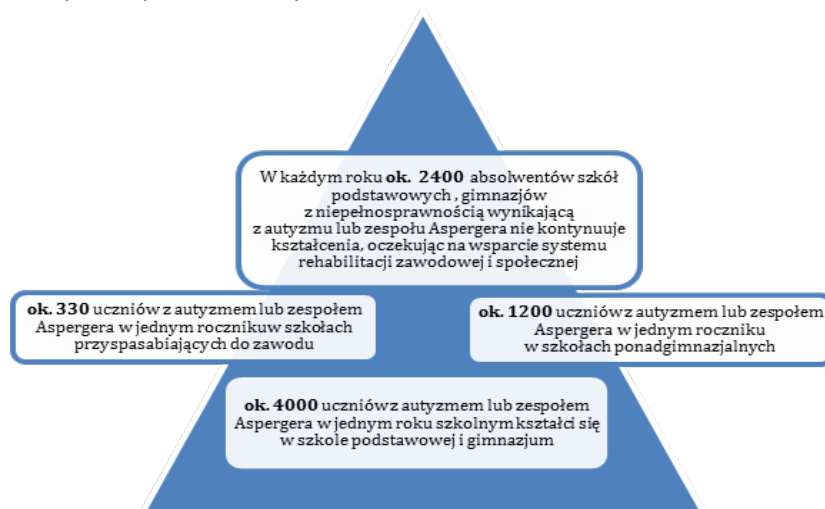 W każdym roku ok. 2400 absolwentów szkół
podstawowych , gimnazjów
z niepełnosprawnością wynikającą
z autyzmu lub zespołu Aspergera nie kontynuuje
kształcenia, oczekując na wsparcie systemu
rehabilitacji zawodowej i społecznej
ok. 330 uczniów z autyzmem lub zespołem
Aspergera w jednym rocznikuw szkołach
przyspasabiających do zawodu
ok. 1200 uczniów z autyzmem lub zespołem
Aspergera w jednym roczniku
w szkołach ponadgimnazjalnych
ok. 4000 uczniów z autyzmem lub zespołem
Aspergera w jednym roku szkolnym kształci się
w szkole podstawowej i gimnazjum